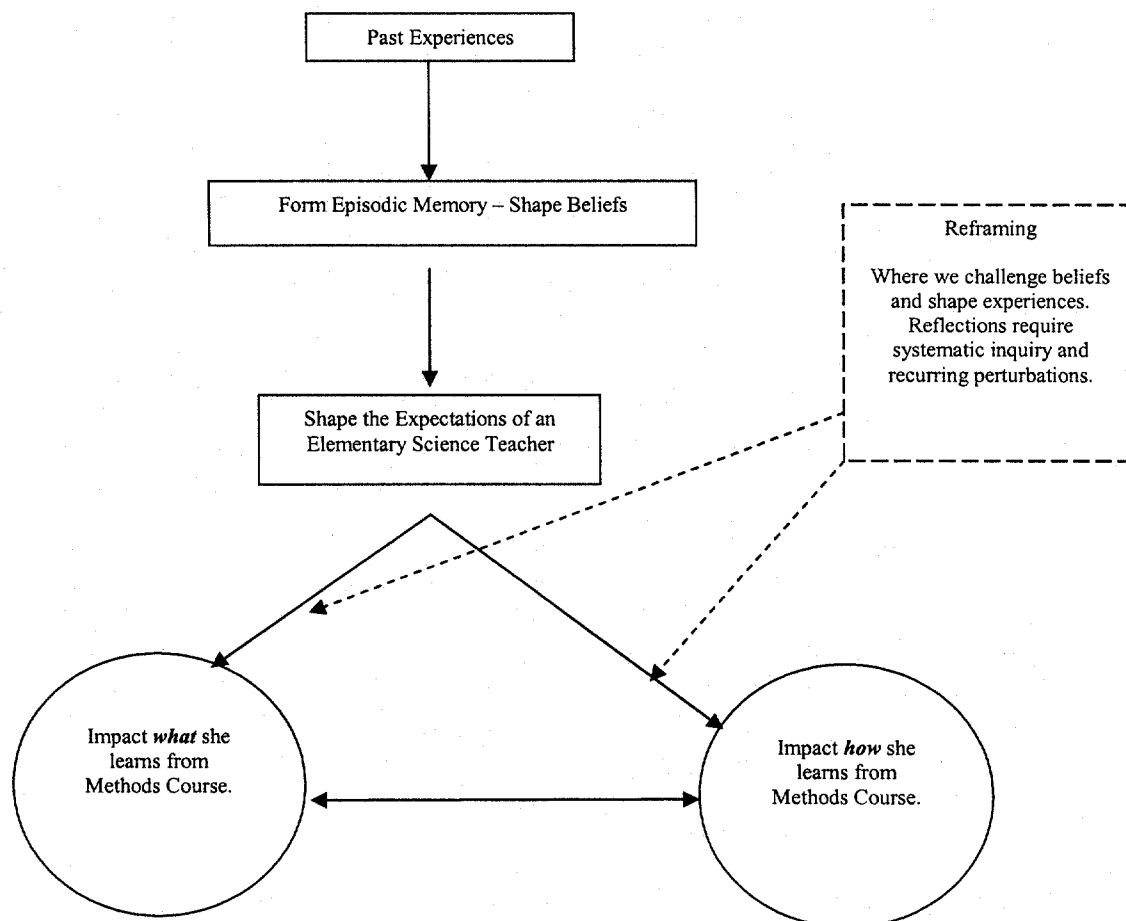 Past Experiences
Form Episodic Memory – Shape Beliefs
Reframing
Where we challenge beliefs
and shape experiences.
Reflections require
systematic inquiry and
recurring perturbations.
Shape the Expectations of an
Elementary Science Teacher
Impact what she
learns from
Methods Course.
Impact how she
learns from
Methods Course.